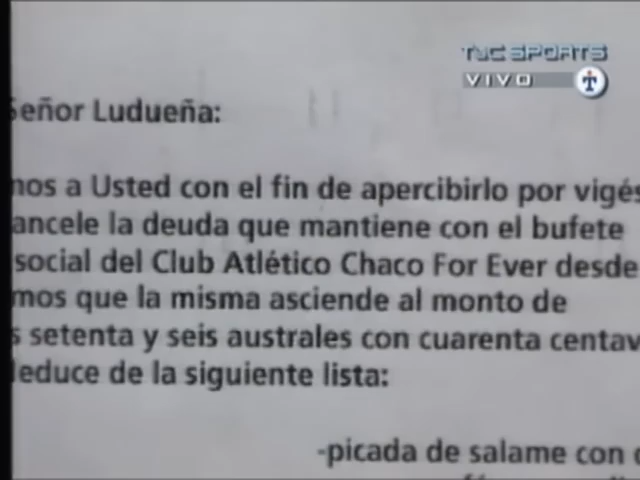 TyC SPORTS
VIVO
Señor Ludueña:
mos a Usted con el fin de apercibirlo por vigés
ancele la deuda que mantiene con el bufete
social del Club Atlético Chaco For Ever desde
mos que la misma asciende al monto de
s setenta y seis australes con cuarenta centav
educe de la siguiente lista:
-picada de salame con